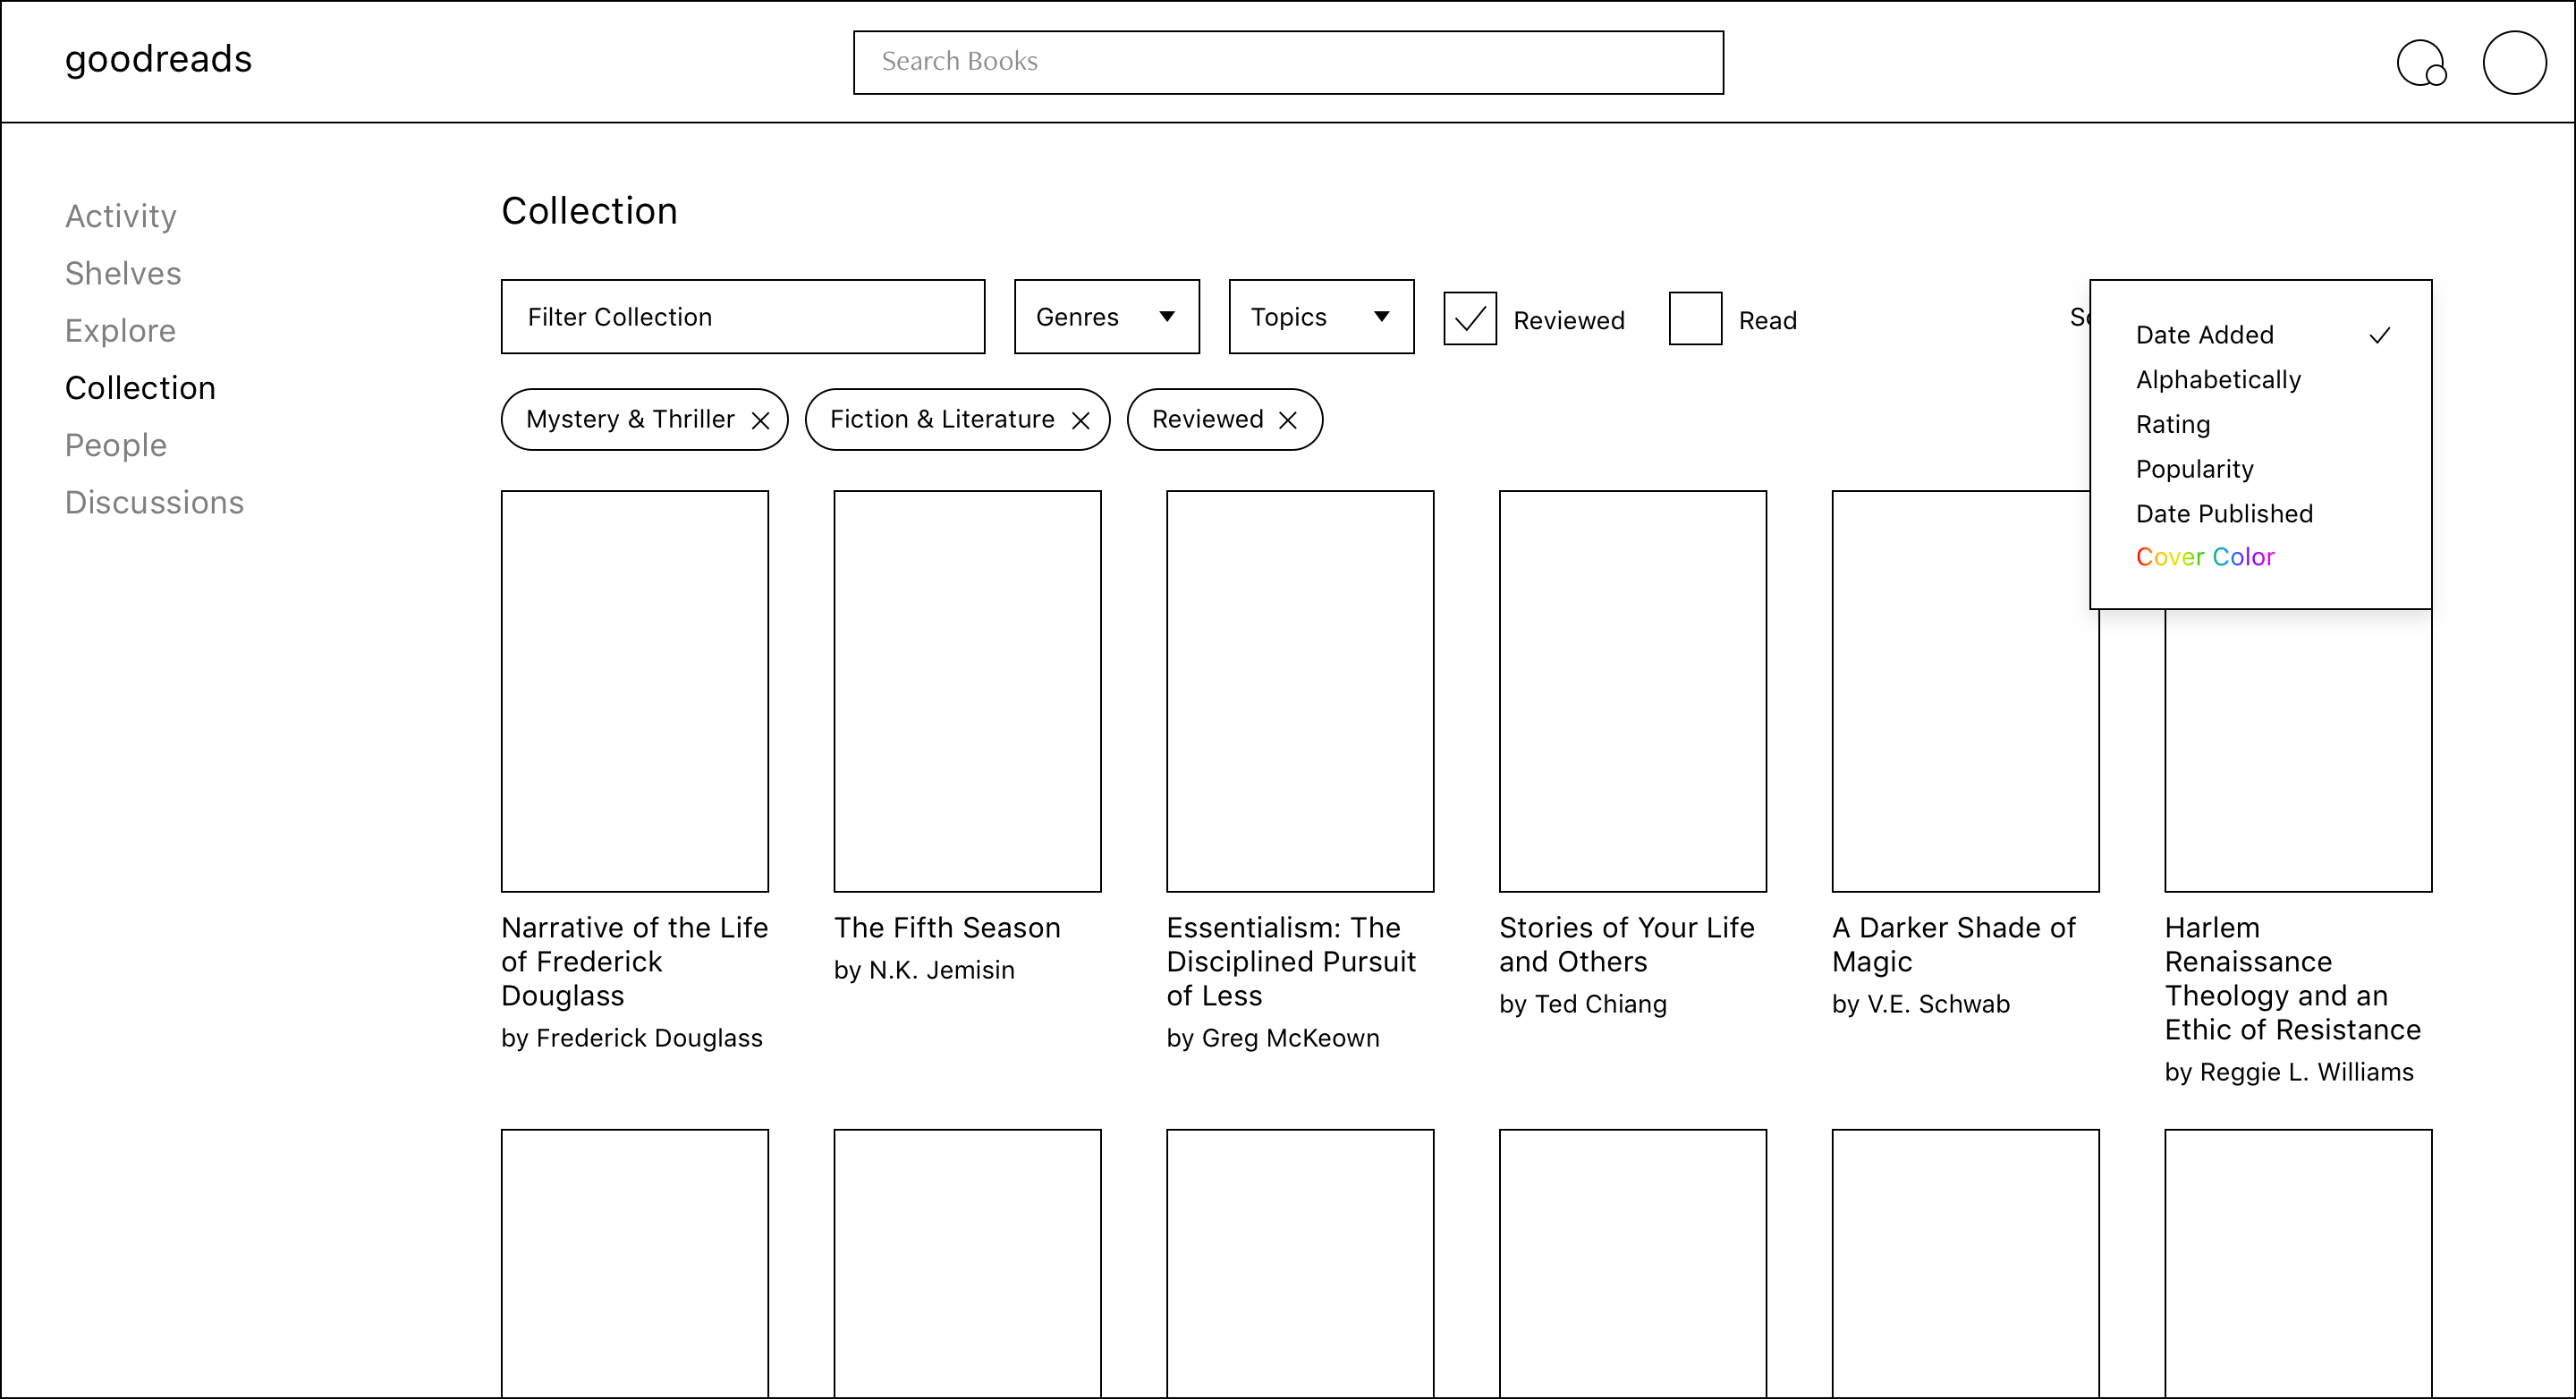 goodreads
Search Books
Activity
Shelves
Explore
Collection
People
Discussions
Collection
Filter Collection
Genres
Topics
Reviewed
Read
Date Added
Alphabetically
Rating
Popularity
Date Published
Cover Color
Mystery & Thriller
Fiction & Literature
Reviewed
Narrative of the Life
of Frederick
Douglass
by Frederick Douglass
The Fifth Season
by N.K. Jemisin
Essentialism: The
Disciplined Pursuit
of Less
by Greg McKeown
Stories of Your Life
and Others
by Ted Chiang
A Darker Shade of
Magic
by V.E. Schwab
Harlem
Renaissance
Theology and an
Ethic of Resistance
by Reggie L. Williams